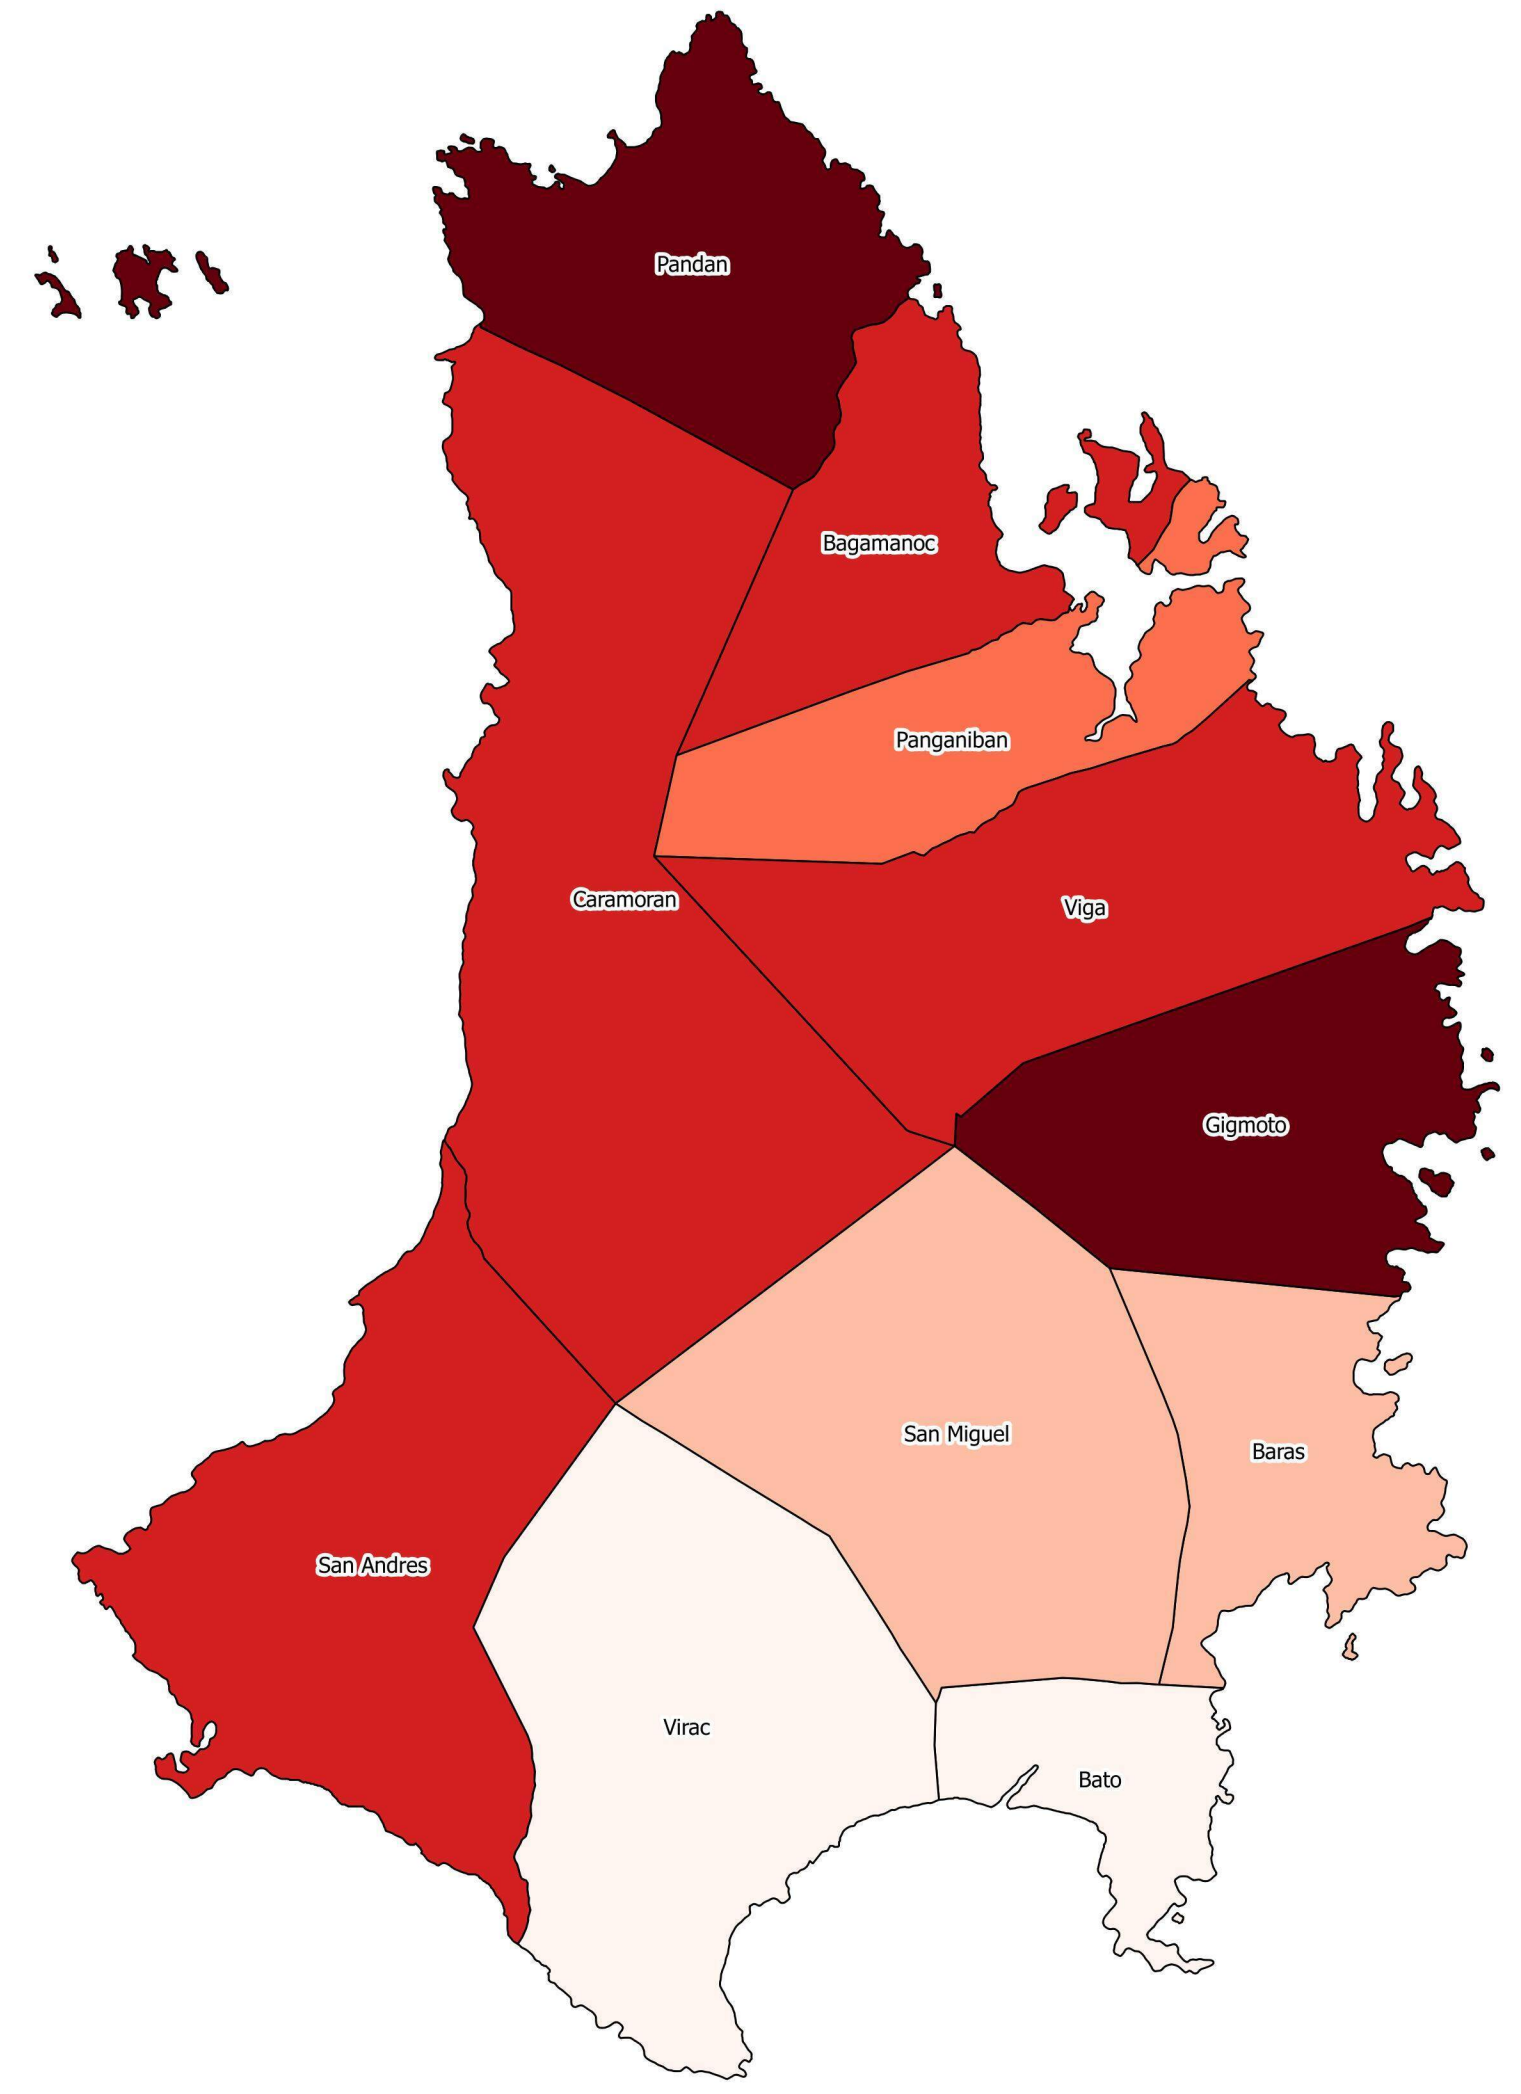 Pandan
Bagamanoc
Panganiban
Caramoran
Viga
Gigmoto
San Miguel
Baras
San Andres
Virac
Bato